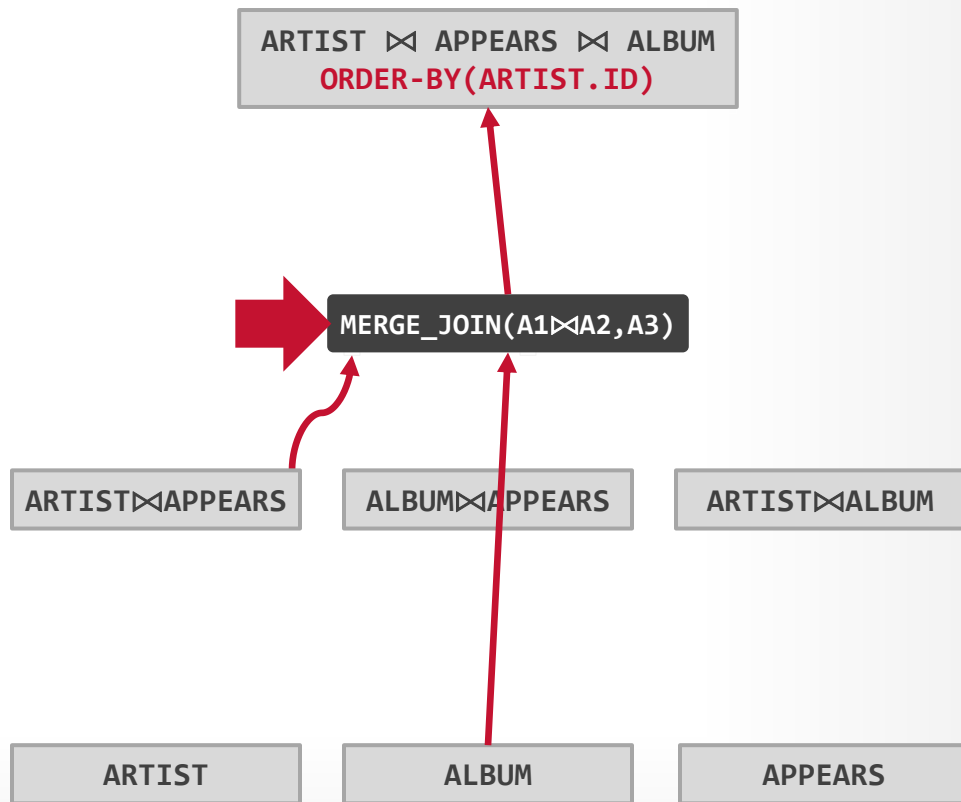 ARTIST ⋈ APPEARS ⋈ ALBUM
ORDER-BY(ARTIST.ID)
MERGE_JOIN(A1⋈A2,A3)
ARTIST⋈APPEARS
ALBUM⋈APPEARS
ARTIST⋈ALBUM
ARTIST
ALBUM
APPEARS